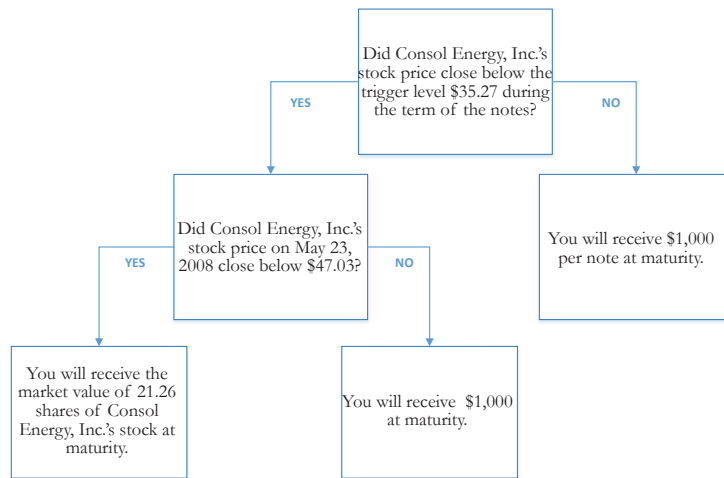 Did Consol Energy, Inc.'s
stock price close below the
trigger level $35.27 during
the term of the notes?
YES
NO
Did Consol Energy, Inc.'s
stock price on May 23,
2008 close below $47.03?
You will receive $1,000
per note at maturity.
YES
NO
You will receive the
market value of 21.26
shares of Consol
Energy, Inc.'s stock at
maturity.
You will receive $1,000
at maturity.